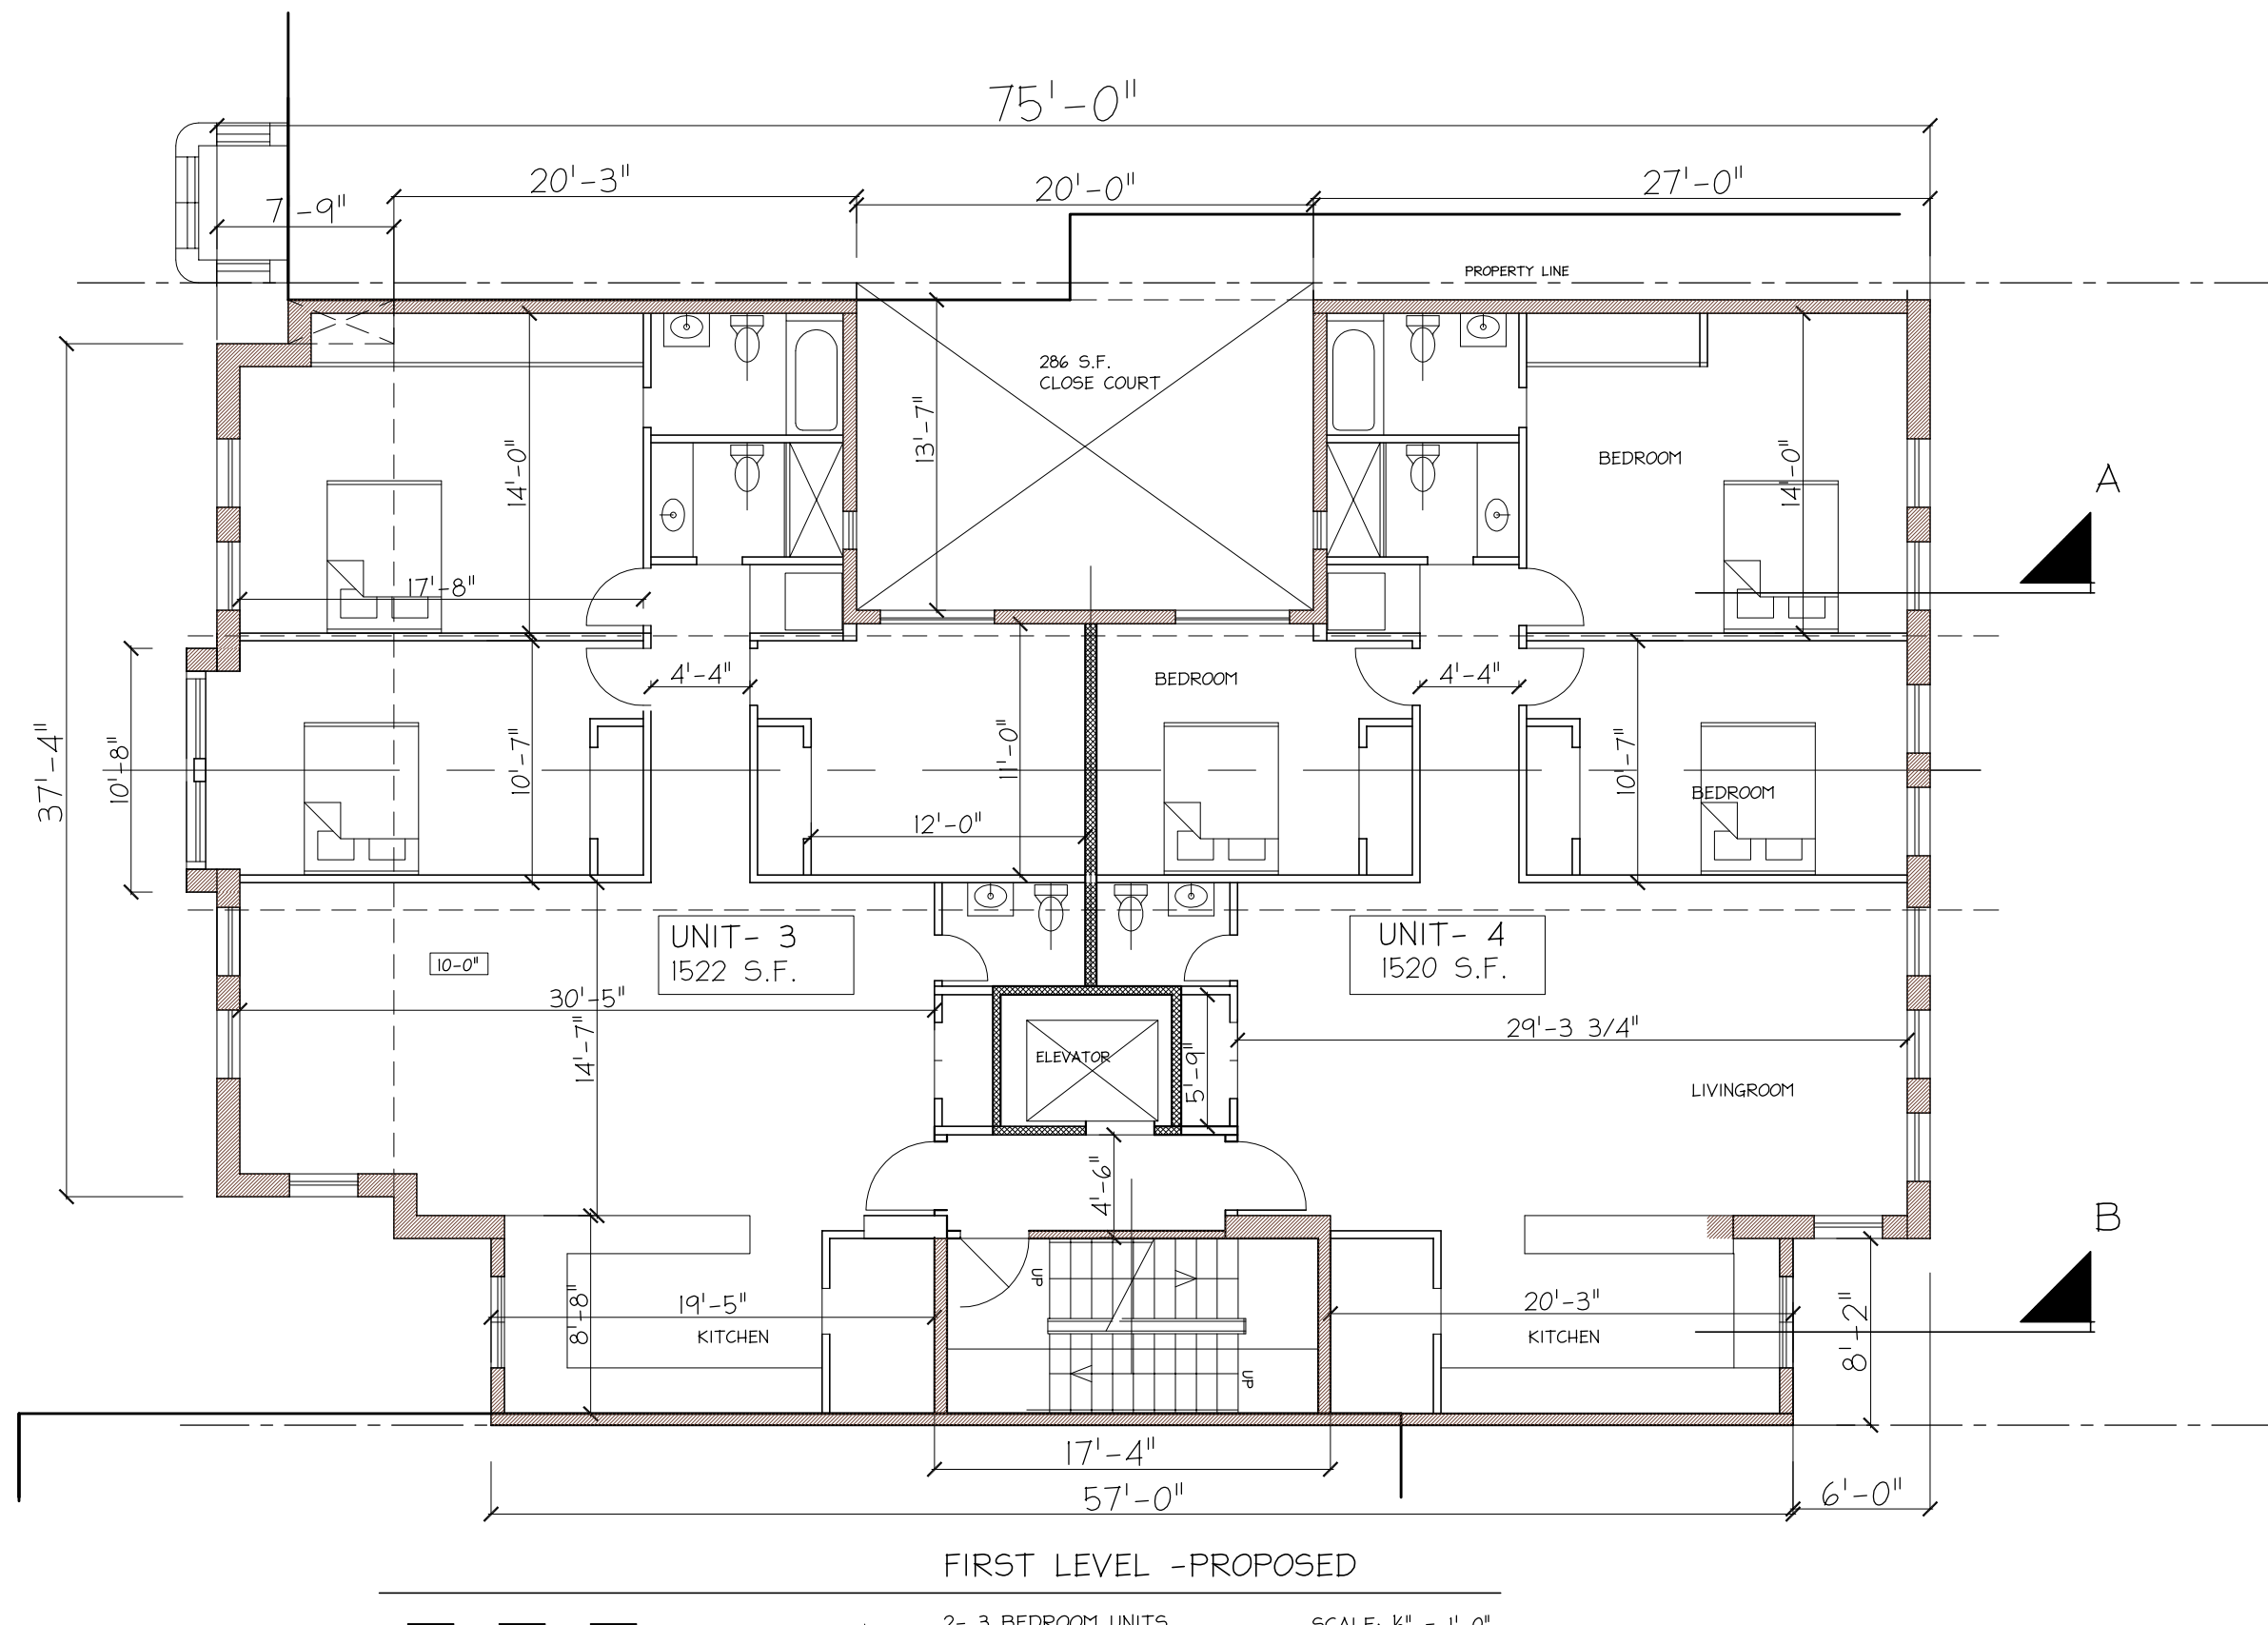 75'-0"
20'-3"
20'-0"
27'-0"
7'-9"
PROPERTY LINE
286 S.F.
CLOSE COURT
13'-7"
14'-0"
BEDROOM
14'-0"
A
17'-8"
4'-4"
BEDROOM
4'-4"
37'-4"
10'-8"
10'-7"
11'-0"
10'-7"
BEDROOM
12'-0"
UNIT- 3
1522 S.F.
UNIT- 4
1520 S.F.
10-0"
30'-5"
14'-7"
29'-3 3/4"
ELEVATOR
5'-9"
LIVINGROOM
4'-6"
B
UP
8'-8"
19'-5"
KITCHEN
20'-3"
KITCHEN
8'-2"
UP
17'-4"
57'-0"
6'-0"
FIRST LEVEL -PROPOSED
2- 3 BEDROOM UNITS